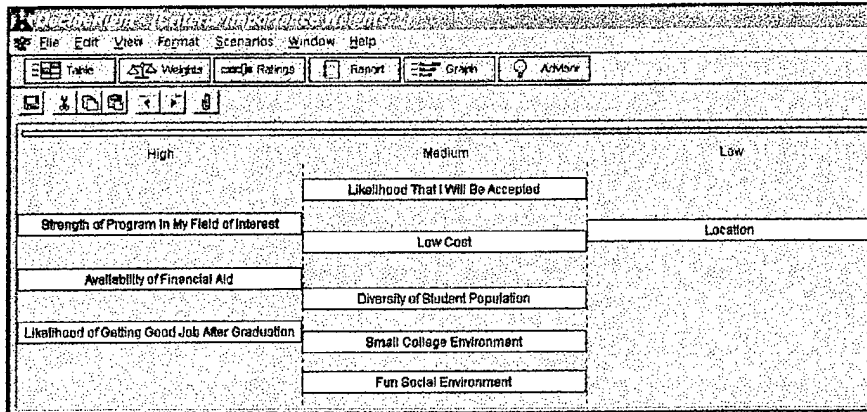 File Edit View Format Scenarios Window Help
Table Weights Ratings Report Graph Advisor
High Medium Low
Likelihood That I Will Be Accepted
Strength of Program In My Field of Interest
Location
Low Cost
Availability of Financial Aid
Diversity of Student Population
Likelihood of Getting Good Job After Graduation
Small College Environment
Fun Social Environment